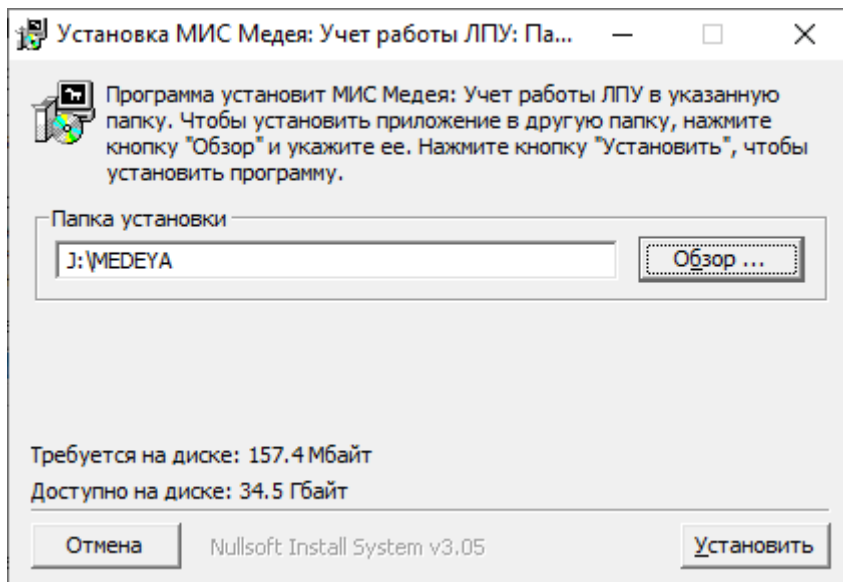 Установка МИС Медея: Учет работы ЛПУ: Па...
Программа установит МИС Медея: Учет работы ЛПУ в указанную
папку. Чтобы установить приложение в другую папку, нажмите
кнопку "Обзор" и укажите ее. Нажмите кнопку "Установить", чтобы
установить программу.
Папка установки
J:\MEDEYA
Обзор ...
Требуется на диске: 157.4 Мбайт
Доступно на диске: 34.5 Гбайт
Отмена
Nullsoft Install System v3.05
Установить